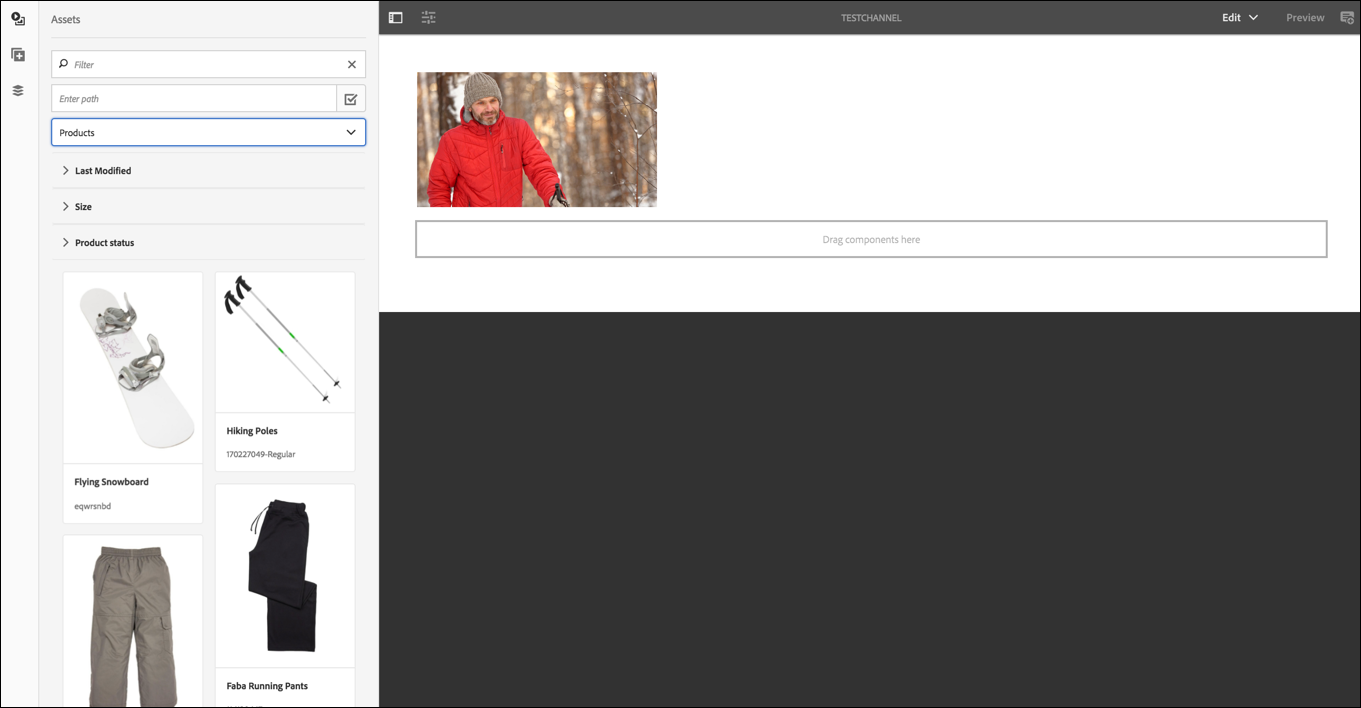 Assets
TESTCHANNEL
Edit
Preview
Filter
Enter path
Products
Last Modified
Size
Product status
Drag components here
Hiking Poles
170227049-Regular
Flying Snowboard
eqwrsnbd
Faba Running Pants